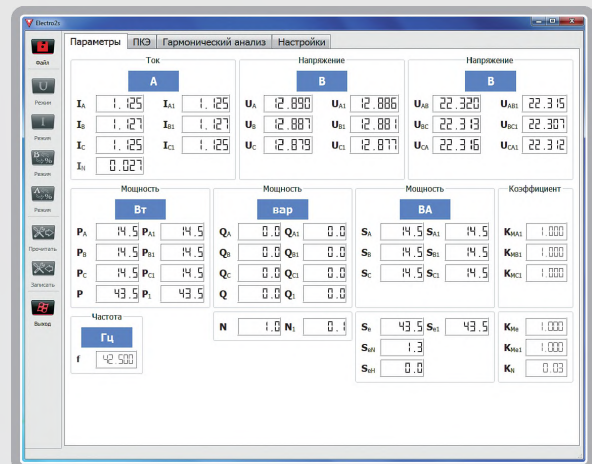 Electro2s
Параметры ПКЭ Гармонический анализ Настройки
Файл
Режим
Режим
Режим
Режим
Прочитать
Записать
Выход
Ток
А
IA 1.125 IA1 1.125
IB 1.127 IB1 1.127
IC 1.125 IC1 1.125
IN 0.027
Напряжение
В
UA 12.890 UA1 12.886
UB 12.887 UB1 12.881
UC 12.879 UC1 12.877
Напряжение
В
UAB 22.320 UAB1 22.315
UBC 22.313 UBC1 22.307
UCA 22.316 UCA1 22.312
Мощность
Вт
PA 14.5 PA1 14.5
PB 14.5 PB1 14.5
PC 14.5 PC1 14.5
P 43.5 P1 43.5
Мощность
вар
QA 0.0 QA1 0.0
QB 0.0 QB1 0.0
QC 0.0 QC1 0.0
Q 0.0 Q1 0.0
Мощность
ВА
SA 14.5 SA1 14.5
SB 14.5 SB1 14.5
SC 14.5 SC1 14.5
Коэффициент
KМА1 1.000
KМВ1 1.000
KМС1 1.000
Частота
Гц
f 42.500
N 1.0 N1 0.1
Se 43.5 Se1 43.5
SeN 1.3
SeH 0.0
KМe 1.000
KМe1 1.000
KN 0.03